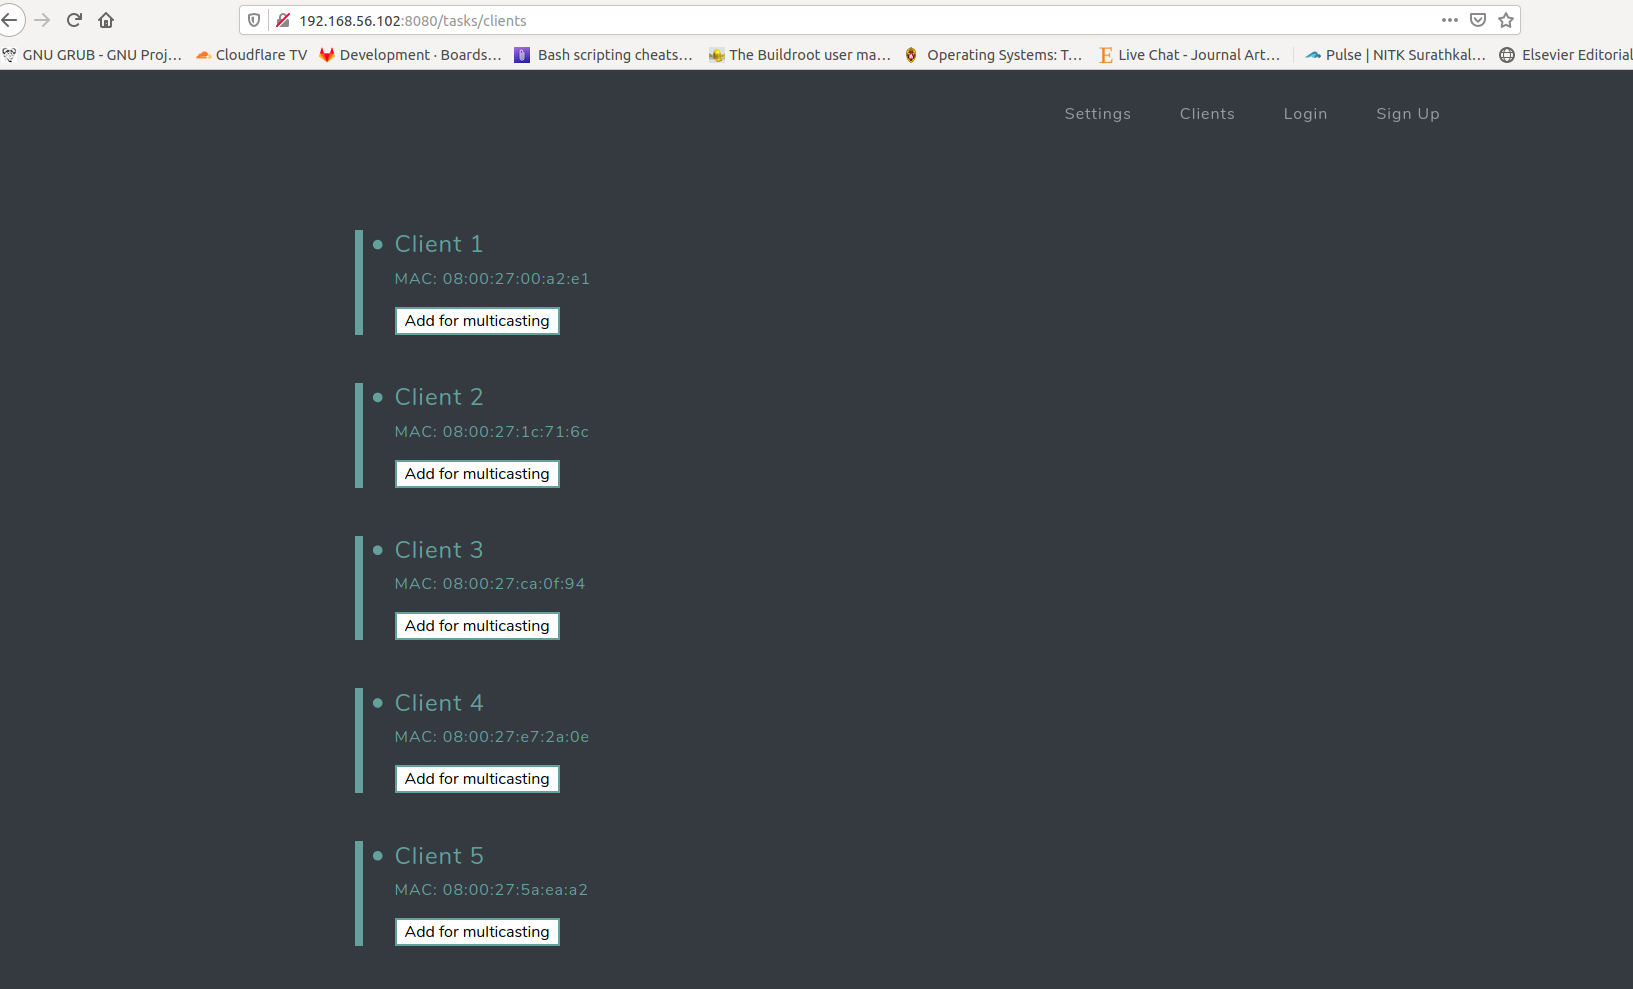 192.168.56.102:8080/tasks/clients
GNU GRUB - GNU Proj... Cloudflare TV Development · Boards... Bash scripting cheats... The Buildroot user ma... Operating Systems: T... Live Chat - Journal Art... Pulse | NITK Surathkal... Elsevier Editorial
Settings Clients Login Sign Up
Client 1
MAC: 08:00:27:00:a2:e1
Add for multicasting
Client 2
MAC: 08:00:27:1c:71:6c
Add for multicasting
Client 3
MAC: 08:00:27:ca:0f:94
Add for multicasting
Client 4
MAC: 08:00:27:e7:2a:0e
Add for multicasting
Client 5
MAC: 08:00:27:5a:ea:a2
Add for multicasting